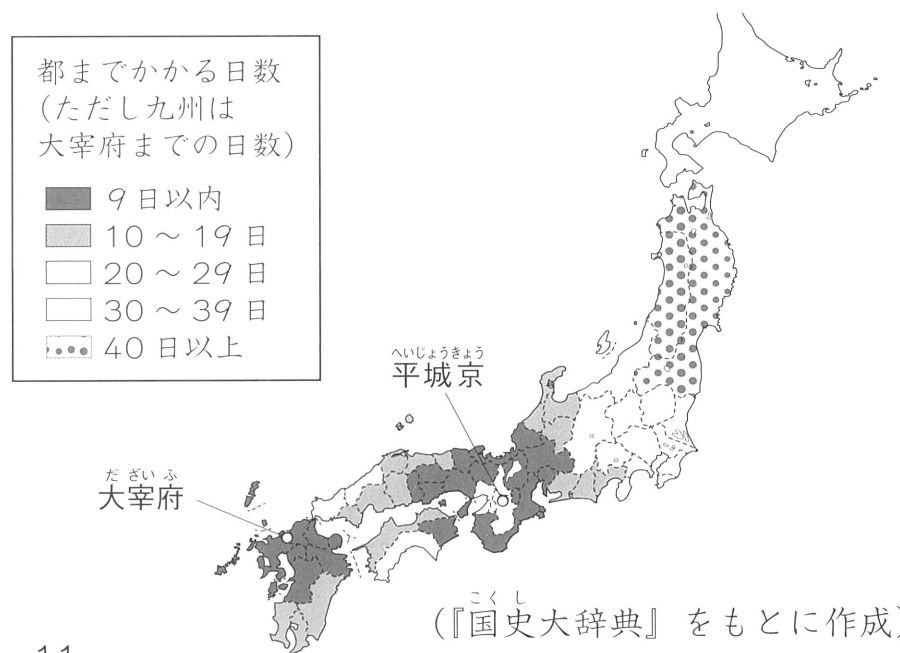 都までかかる日数
(ただし九州は
大宰府までの日数)
9日以内
10～19日
20～29日
30～39日
40日以上
へいじょうきょう
平城京
だざいふ
大宰府
こくし
(『国史大辞典』をもとに作成)
11